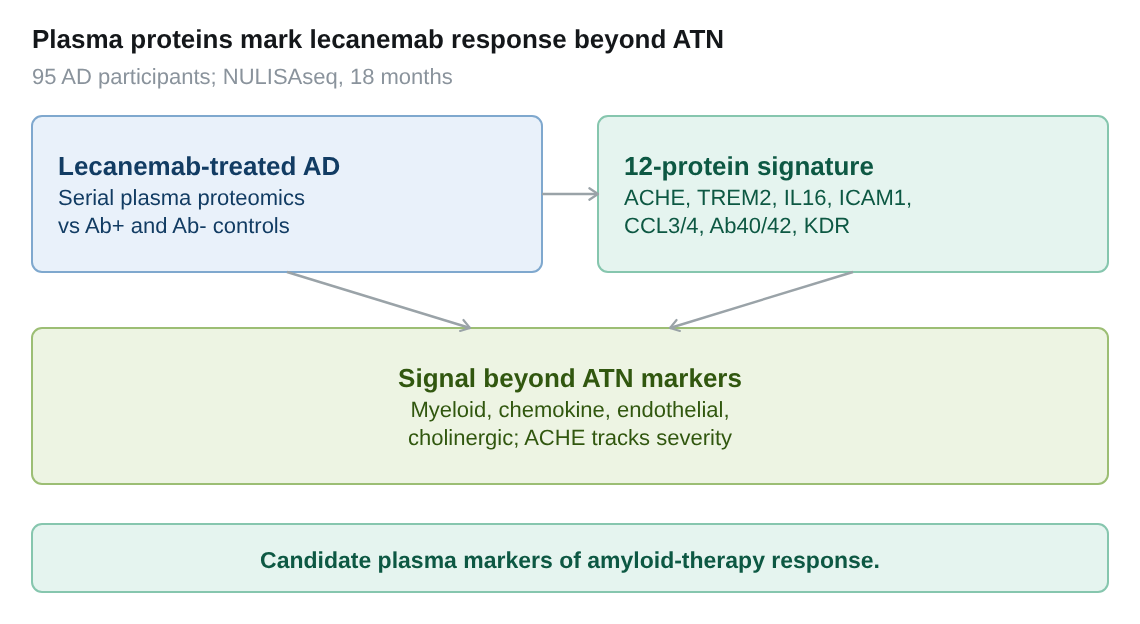 Plasma proteins mark lecanemab response beyond ATN
95 AD participants; NULISAseq, 18 months
Lecanemab-treated AD
Serial plasma proteomics
vs Ab+ and Ab- controls
12-protein signature
ACHE, TREM2, IL16, ICAM1,
CCL3/4, Ab40/42, KDR
Signal beyond ATN markers
Myeloid, chemokine, endothelial,
cholinergic; ACHE tracks severity
Candidate plasma markers of amyloid-therapy response.